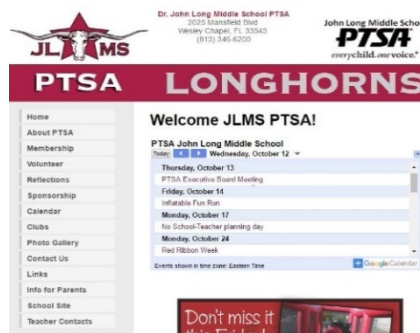 JL MS
Dr. John Long Middle School PTSA
2025 Mansfield Blvd
Wesley Chapel, FL 33543
(813) 346-6200
John Long Middle Scho
PTSA
everychild.onevoice.®
PTSA LONGHORNS
Home
About PTSA
Membership
Volunteer
Reflections
Sponsorship
Calendar
Clubs
Photo Gallery
Contact Us
Links
Info for Parents
School Site
Teacher Contacts
Welcome JLMS PTSA!
PTSA John Long Middle School
Today Wednesday, October 12
Thursday, October 13
PTSA Executive Board Meeting
Friday, October 14
Inflatable Fun Run
Monday, October 17
No School-Teacher planning day
Monday, October 24
Red Ribbon Week
Events shown in time zone: Eastern Time
Google Calendar
Don't miss it
this Friday!